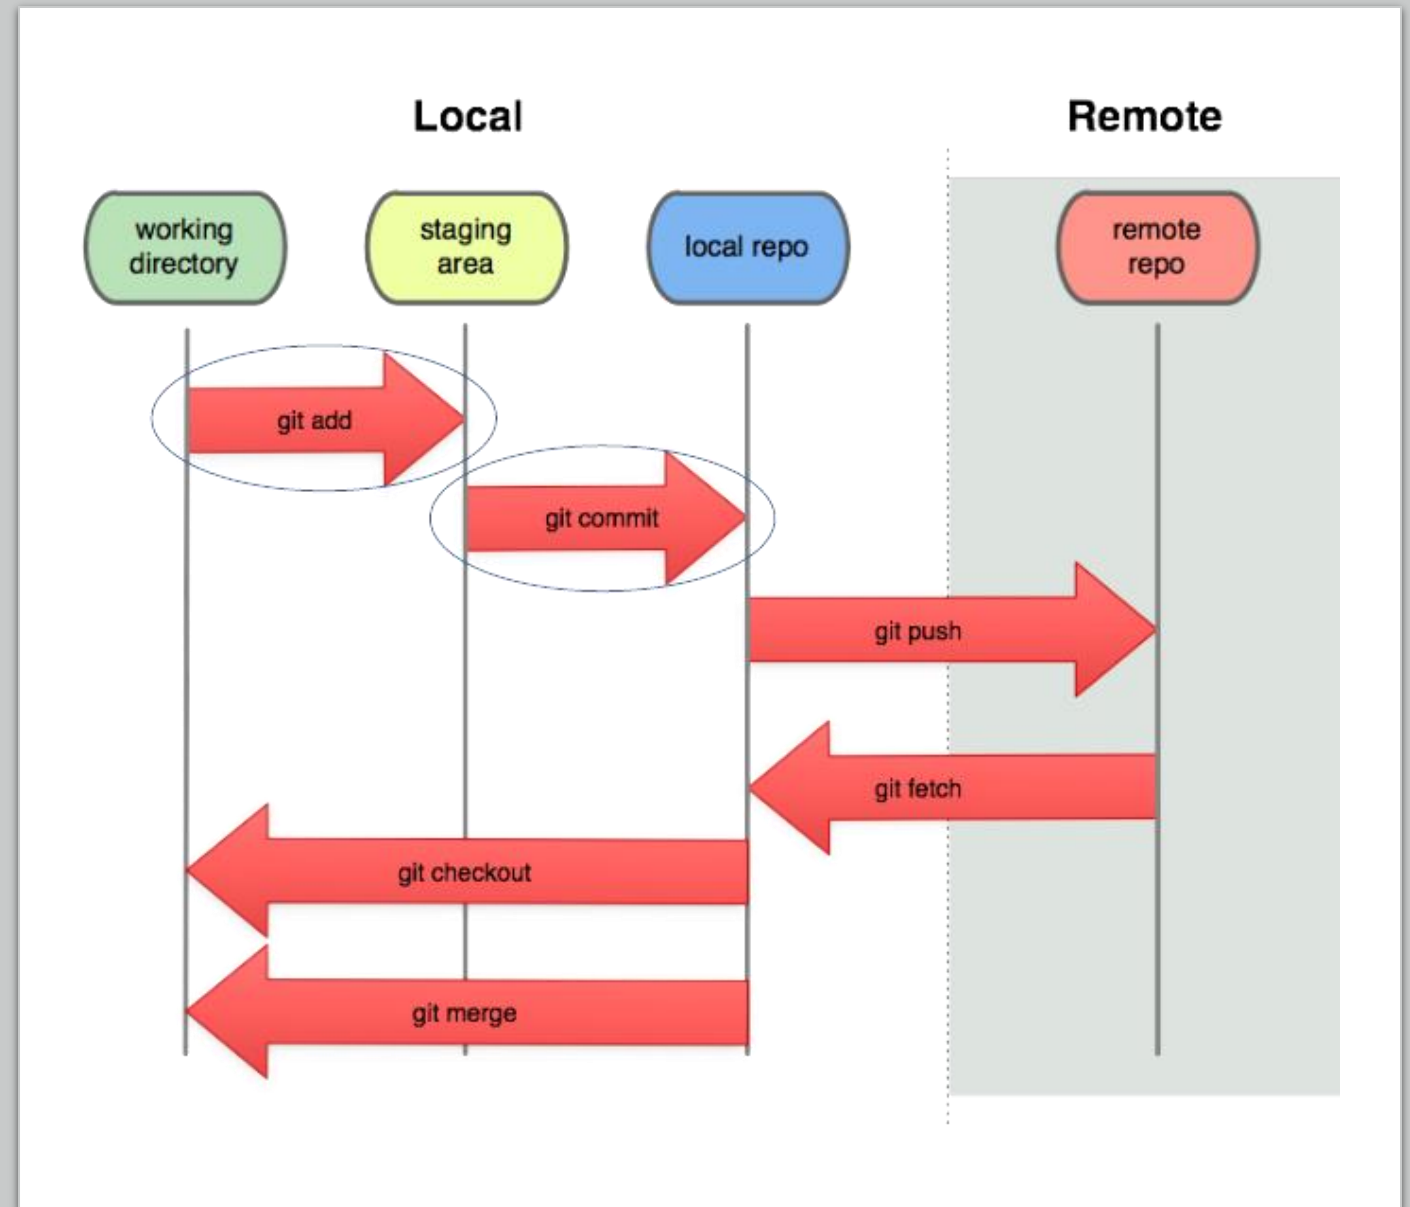 Local
Remote
working
directory
staging
area
local repo
remote
repo
git add
git commit
git push
git fetch
git checkout
git merge